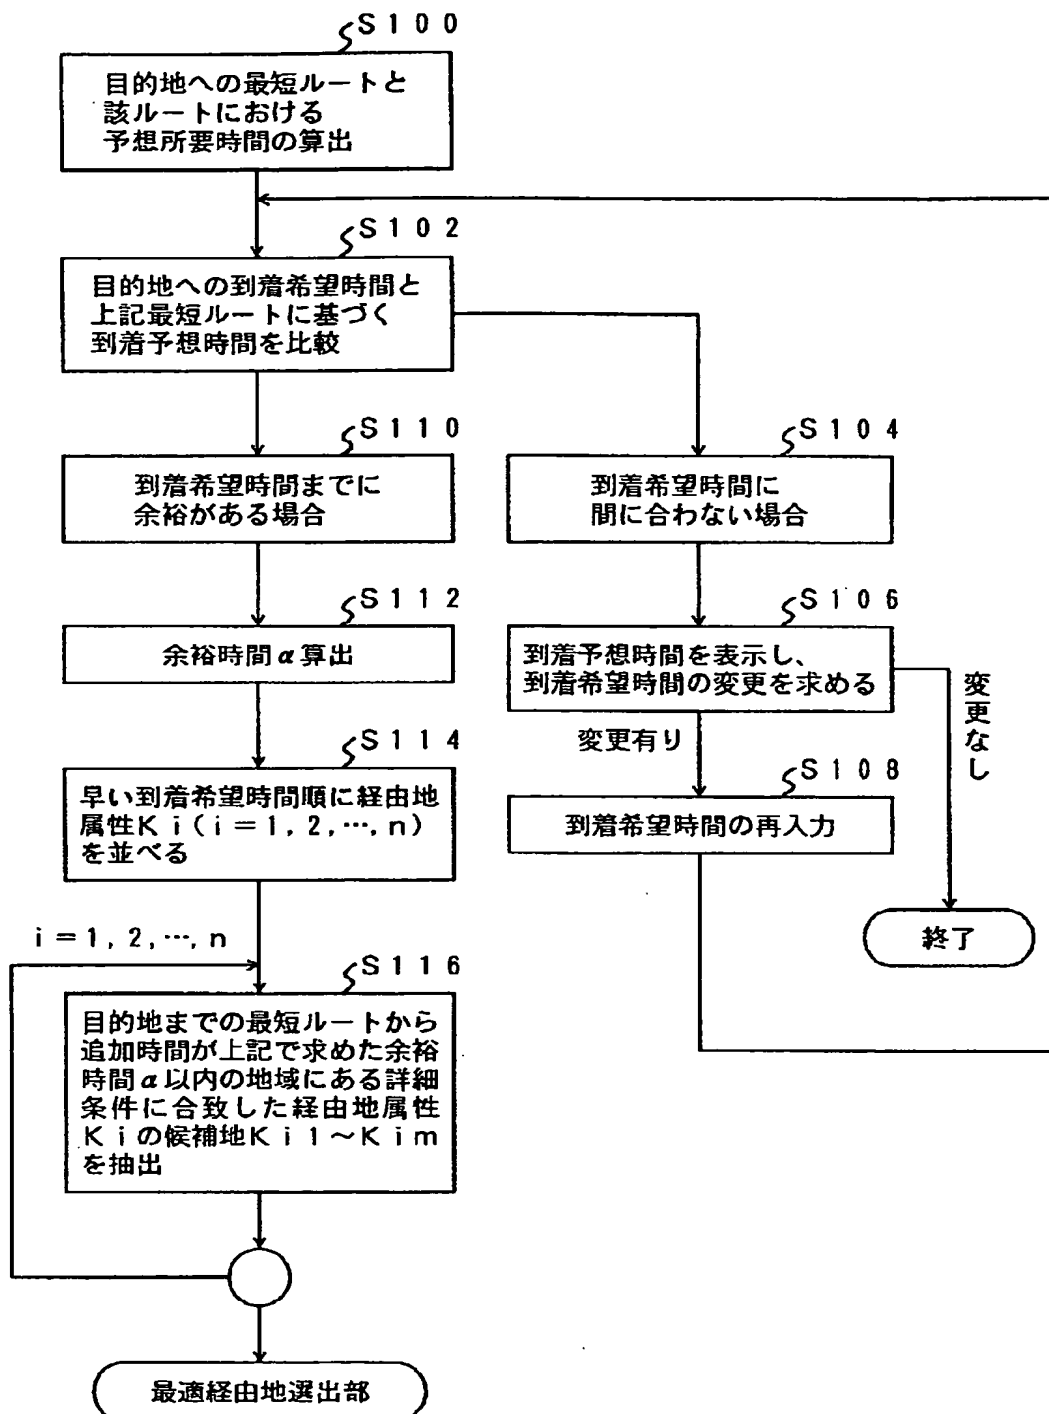 S100
目的地への最短ルートと
該ルートにおける
予想所要時間の算出
S102
目的地への到着希望時間と
上記最短ルートに基づく
到着予想時間を比較
S110
到着希望時間までに
余裕がある場合
S104
到着希望時間に
間に合わない場合
S112
余裕時間α算出
S106
到着予想時間を表示し、
到着希望時間の変更を求める
変更なし
変更有り
S114
早い到着希望時間順に経由地
属性Ki(i=1,2,…,n)
を並べる
S108
到着希望時間の再入力
終了
i=1,2,…,n
S116
目的地までの最短ルートから
追加時間が上記で求めた余裕
時間α以内の地域にある詳細
条件に合致した経由地属性
Kiの候補地Ki1~Kim
を抽出
最適経由地選出部